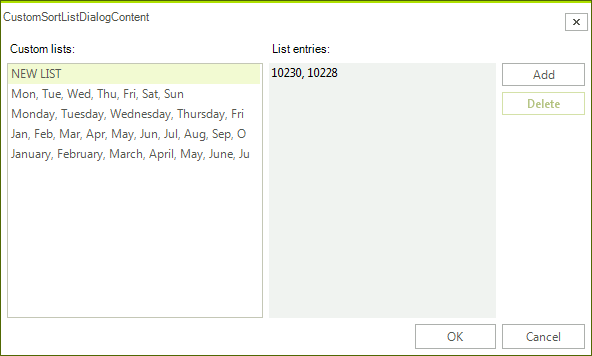 CustomSortListDialogContent
Custom lists:
List entries:
NEW LIST
Mon, Tue, Wed, Thu, Fri, Sat, Sun
Monday, Tuesday, Wednesday, Thursday, Fri
Jan, Feb, Mar, Apr, May, Jun, Jul, Aug, Sep, O
January, February, March, April, May, June, Ju
10230, 10228
Add
Delete
OK
Cancel